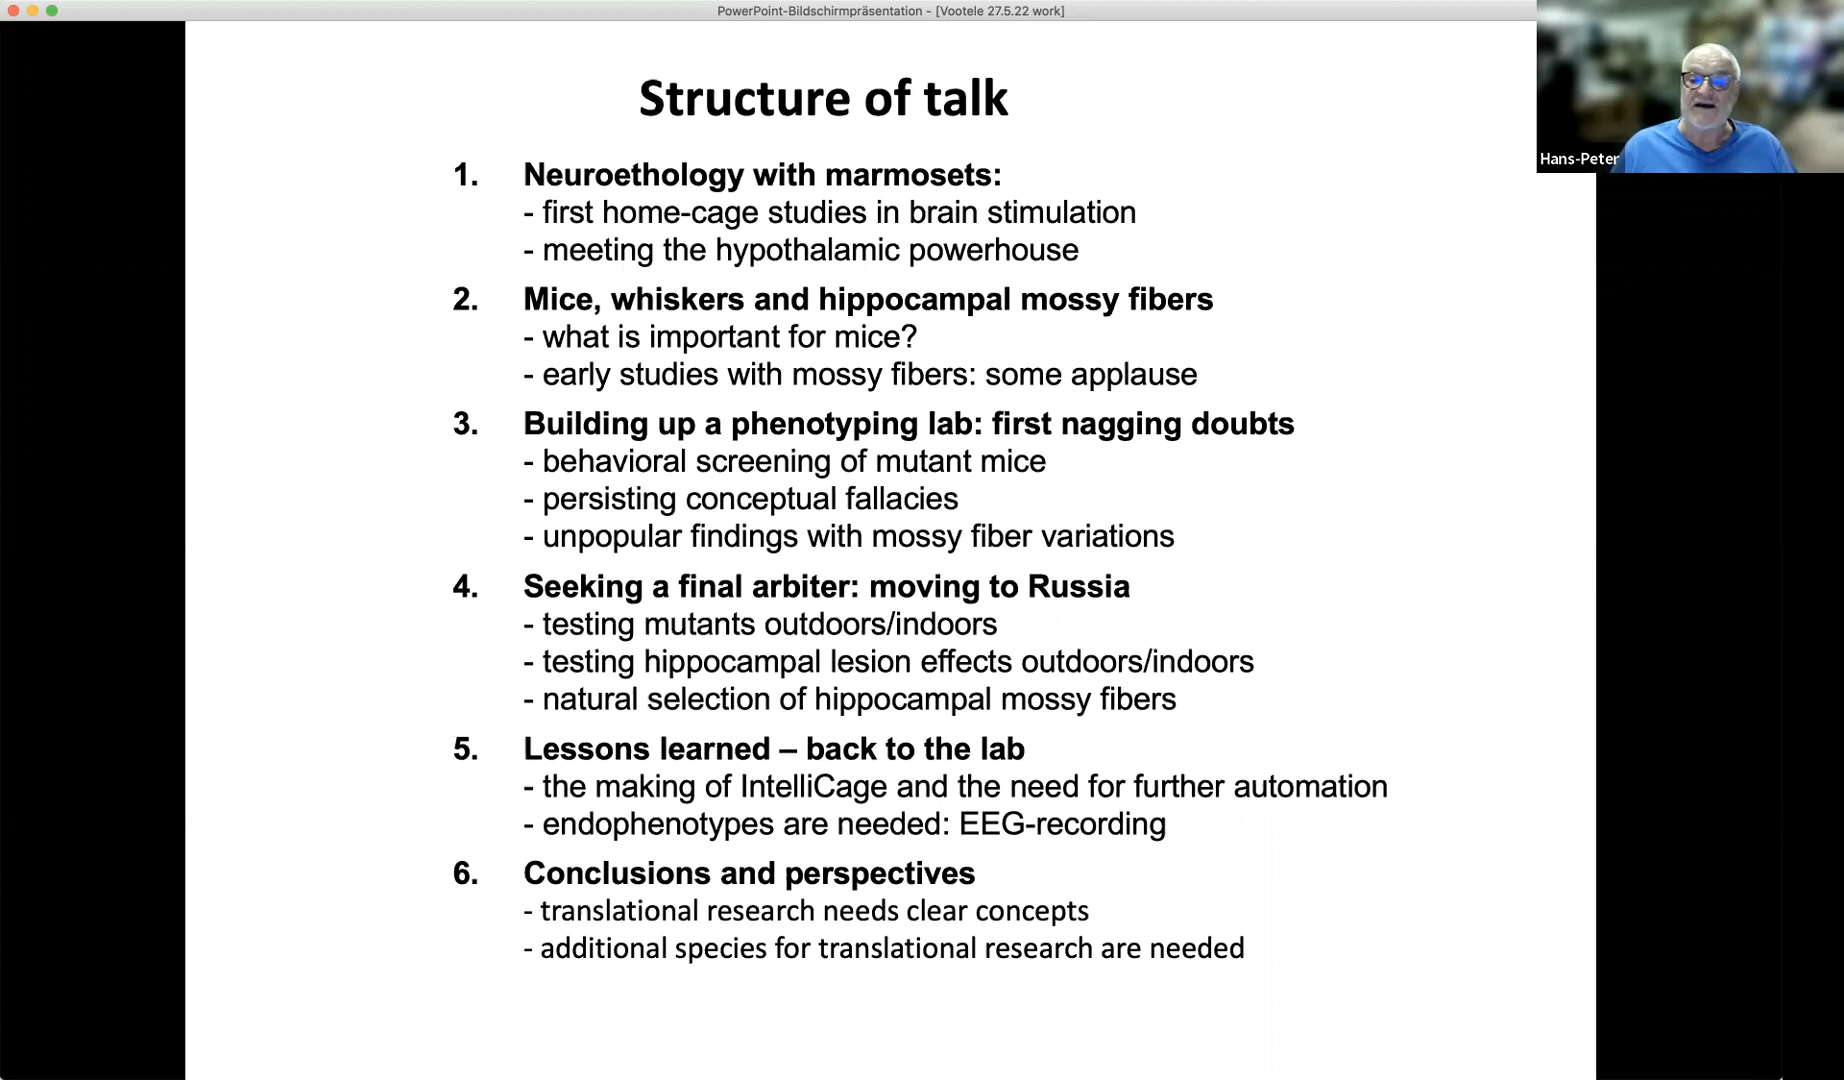 PowerPoint-Bildschirmpräsentation - [Vootele 27.5.22 work]
Hans-Peter
Structure of talk
1. Neuroethology with marmosets:
- first home-cage studies in brain stimulation
- meeting the hypothalamic powerhouse
2. Mice, whiskers and hippocampal mossy fibers
- what is important for mice?
- early studies with mossy fibers: some applause
3. Building up a phenotyping lab: first nagging doubts
- behavioral screening of mutant mice
- persisting conceptual fallacies
- unpopular findings with mossy fiber variations
4. Seeking a final arbiter: moving to Russia
- testing mutants outdoors/indoors
- testing hippocampal lesion effects outdoors/indoors
- natural selection of hippocampal mossy fibers
5. Lessons learned – back to the lab
- the making of IntelliCage and the need for further automation
- endophenotypes are needed: EEG-recording
6. Conclusions and perspectives
- translational research needs clear concepts
- additional species for translational research are needed